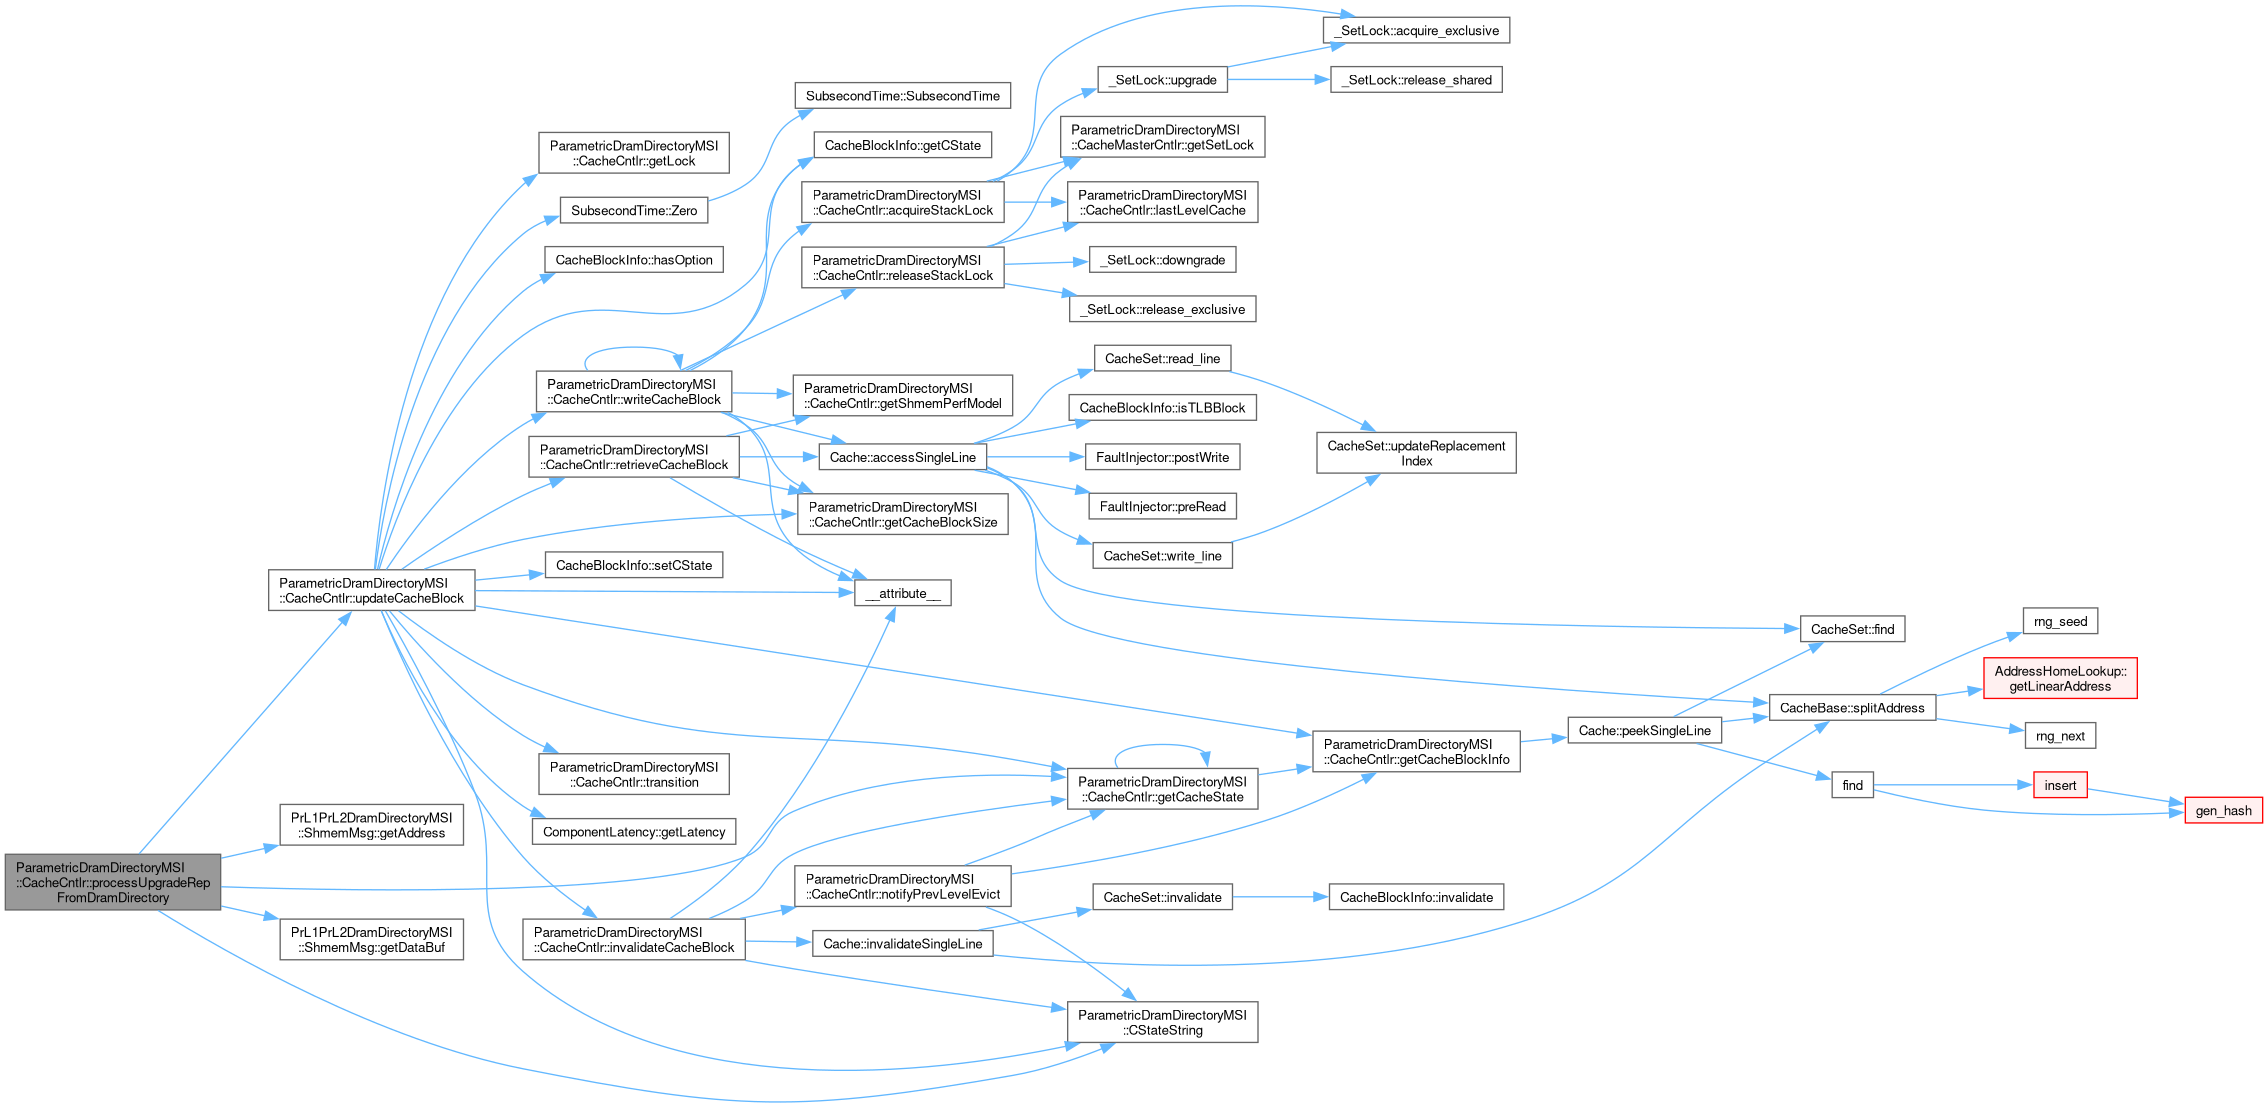 ParametricDramDirectoryMSI
::CacheCntlr::processUpgradeRep
FromDramDirectory
ParametricDramDirectoryMSI
::CacheCntlr::updateCacheBlock
PrL1PrL2DramDirectoryMSI
::ShmemMsg::getAddress
PrL1PrL2DramDirectoryMSI
::ShmemMsg::getDataBuf
ParametricDramDirectoryMSI
::CacheCntlr::getLock
SubsecondTime::Zero
CacheBlockInfo::hasOption
ParametricDramDirectoryMSI
::CacheCntlr::writeCacheBlock
ParametricDramDirectoryMSI
::CacheCntlr::retrieveCacheBlock
CacheBlockInfo::setCState
ParametricDramDirectoryMSI
::CacheCntlr::transition
ComponentLatency::getLatency
ParametricDramDirectoryMSI
::CacheCntlr::invalidateCacheBlock
SubsecondTime::SubsecondTime
CacheBlockInfo::getCState
ParametricDramDirectoryMSI
::CacheCntlr::acquireStackLock
ParametricDramDirectoryMSI
::CacheCntlr::releaseStackLock
ParametricDramDirectoryMSI
::CacheCntlr::getShmemPerfModel
Cache::accessSingleLine
ParametricDramDirectoryMSI
::CacheCntlr::getCacheBlockSize
__attribute__
ParametricDramDirectoryMSI
::CacheCntlr::notifyPrevLevelEvict
Cache::invalidateSingleLine
_SetLock::upgrade
ParametricDramDirectoryMSI
::CacheMasterCntlr::getSetLock
ParametricDramDirectoryMSI
::CacheCntlr::lastLevelCache
_SetLock::downgrade
_SetLock::release_exclusive
CacheSet::read_line
CacheBlockInfo::isTLBBlock
FaultInjector::postWrite
FaultInjector::preRead
CacheSet::write_line
ParametricDramDirectoryMSI
::CacheCntlr::getCacheState
CacheSet::invalidate
ParametricDramDirectoryMSI
::CStateString
_SetLock::acquire_exclusive
_SetLock::release_shared
CacheSet::updateReplacement
Index
ParametricDramDirectoryMSI
::CacheCntlr::getCacheBlockInfo
CacheBlockInfo::invalidate
Cache::peekSingleLine
CacheSet::find
CacheBase::splitAddress
find
rng_seed
AddressHomeLookup::
getLinearAddress
rng_next
insert
gen_hash